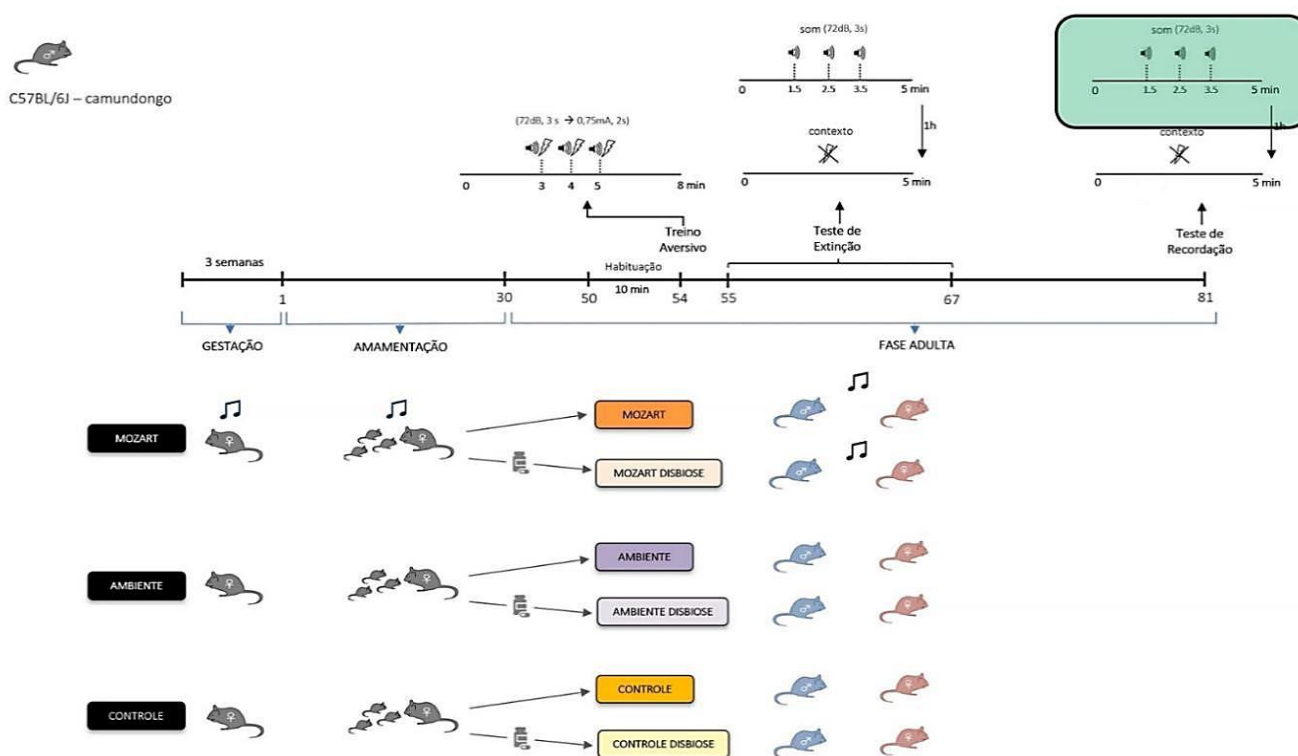 som (72dB, 3s)
0 1.5 2.5 3.5 5 min
som (72dB, 3s)
0 1.5 2.5 3.5 5 min
C57BL/6J – camundongo
(72dB, 3 s → 0,75mA, 2s)
1h
1h
contexto
contexto
0 3 4 5 8 min
0 5 min
0 5 min
Treino
Aversivo
Teste de
Extinção
Teste de
Recordação
3 semanas
Habituação
10 min
1 30 50 54 55 67 81
GESTAÇÃO
AMAMENTAÇÃO
FASE ADULTA
MOZART
MOZART
MOZART DISBIOSE
AMBIENTE
AMBIENTE
AMBIENTE DISBIOSE
CONTROLE
CONTROLE
CONTROLE DISBIOSE